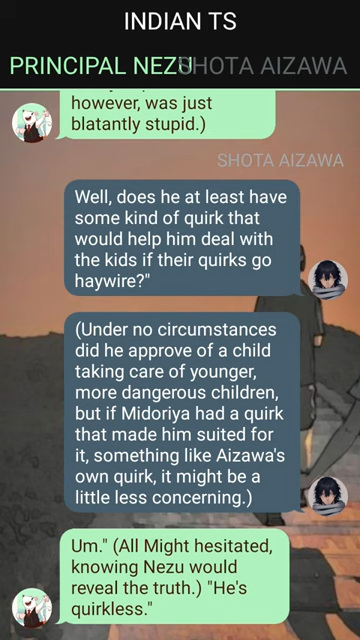 INDIAN TS
PRINCIPAL NEZU SHOTA AIZAWA
however, was just
blatantly stupid.)
SHOTA AIZAWA
Well, does he at least have
some kind of quirk that
would help him deal with
the kids if their quirks go
haywire?"
(Under no circumstances
did he approve of a child
taking care of younger,
more dangerous children,
but if Midoriya had a quirk
that made him suited for
it, something like Aizawa's
own quirk, it might be a
little less concerning.)
Um." (All Might hesitated,
knowing Nezu would
reveal the truth.) "He's
quirkless."